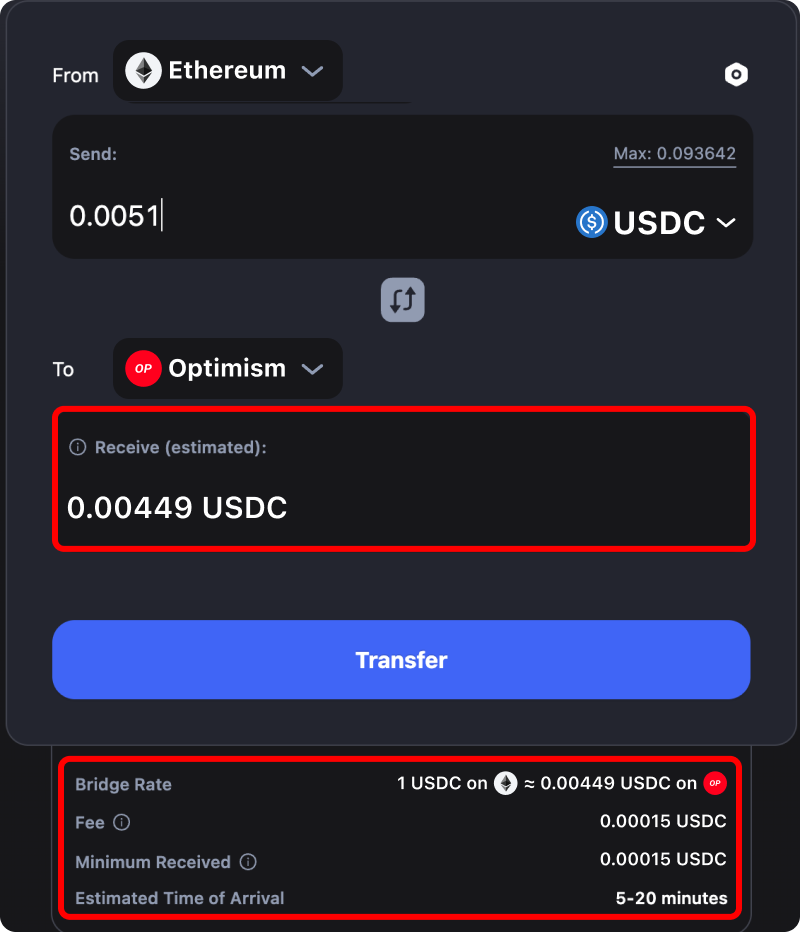 From Ethereum
Send: Max: 0.093642
0.0051 USDC
To OP Optimism
Receive (estimated):
0.00449 USDC
Transfer
Bridge Rate 1 USDC on ≈ 0.00449 USDC on OP
Fee 0.00015 USDC
Minimum Received 0.00015 USDC
Estimated Time of Arrival 5-20 minutes